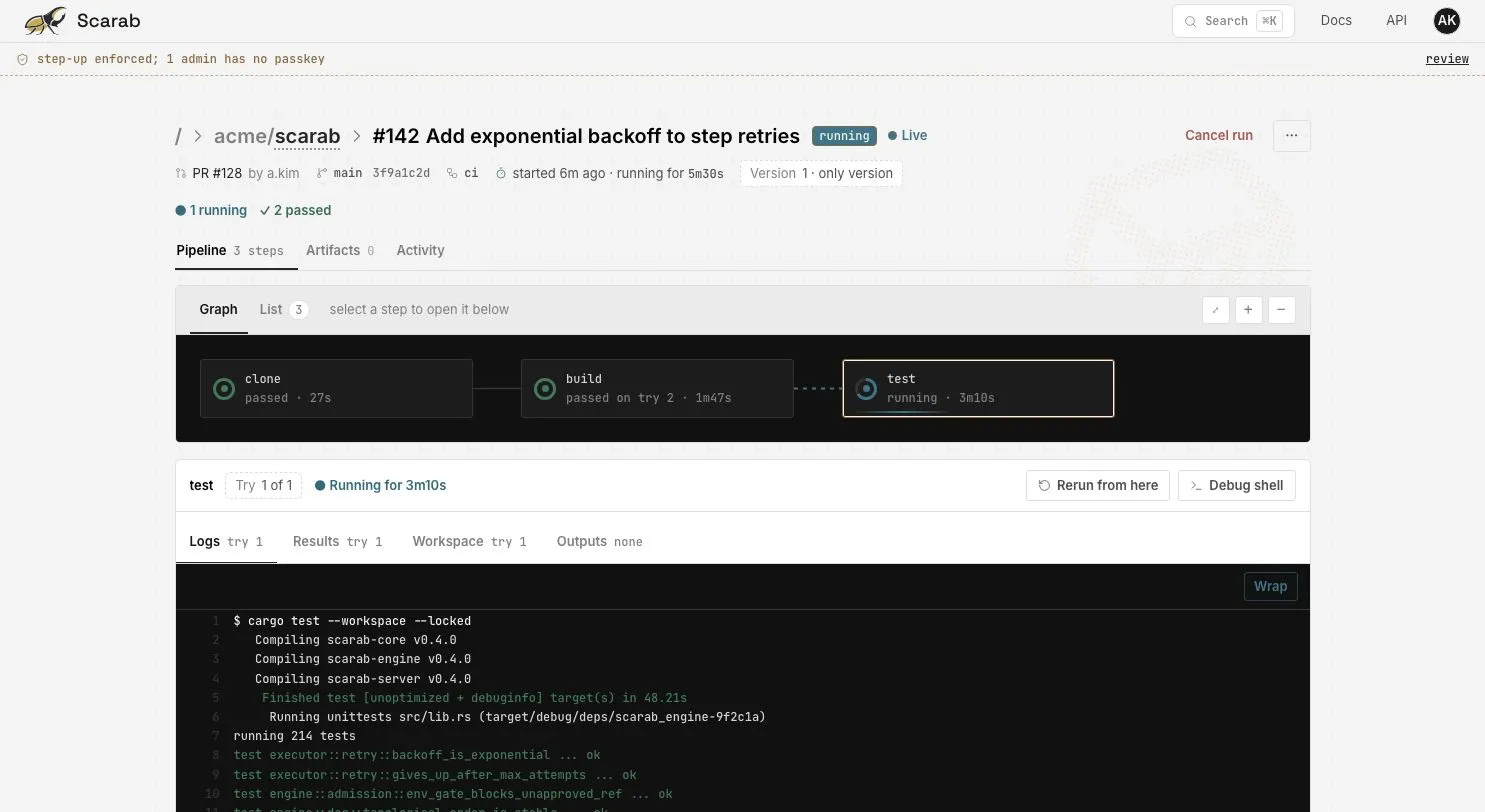 Scarab
Search ⌘K
Docs
API
AK
step-up enforced; 1 admin has no passkey
review
/ > acme/scarab > #142 Add exponential backoff to step retries
running
Live
Cancel run
...
PR #128 by a.kim
main 3f9a1c2d
ci
started 6m ago · running for 5m30s
Version 1 · only version
1 running
✓ 2 passed
Pipeline 3 steps
Artifacts 0
Activity
Graph
List 3
select a step to open it below
+
−
clone
passed · 27s
build
passed on try 2 · 1m47s
test
running · 3m10s
test
Try 1 of 1
Running for 3m10s
Rerun from here
Debug shell
Logs try 1
Results try 1
Workspace try 1
Outputs none
Wrap
1 $ cargo test --workspace --locked
2 Compiling scarab-core v0.4.0
3 Compiling scarab-engine v0.4.0
4 Compiling scarab-server v0.4.0
5 Finished test [unoptimized + debuginfo] target(s) in 48.21s
6 Running unittests src/lib.rs (target/debug/deps/scarab_engine-9f2c1a)
7 running 214 tests
8 test executor::retry::backoff_is_exponential ... ok
9 test executor::retry::gives_up_after_max_attempts ... ok
10 test engine::admission::env_gate_blocks_unapproved_ref ... ok